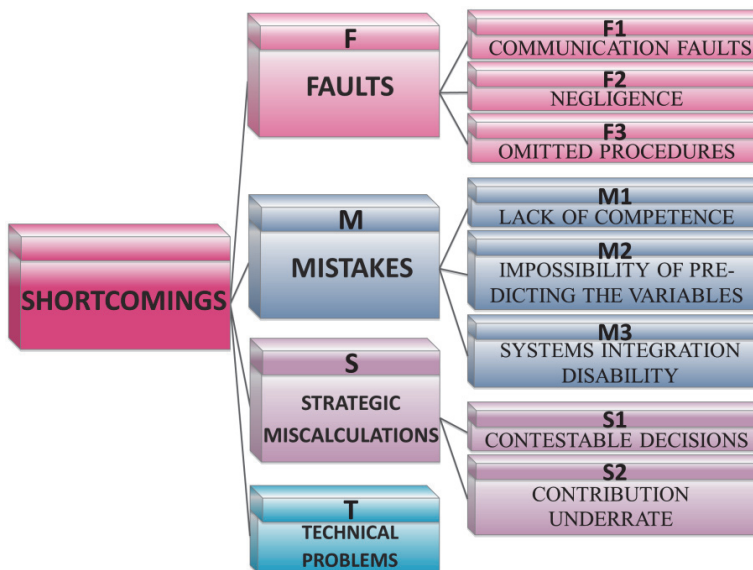 SHORTCOMINGS
F
FAULTS
F1
COMMUNICATION FAULTS
F2
NEGLIGENCE
F3
OMITTED PROCEDURES
M
MISTAKES
M1
LACK OF COMPETENCE
M2
IMPOSSIBILITY OF PRE-
DICTING THE VARIABLES
M3
SYSTEMS INTEGRATION
DISABILITY
S
STRATEGIC
MISCALCULATIONS
S1
CONTESTABLE DECISIONS
S2
CONTRIBUTION
UNDERRATE
T
TECHNICAL
PROBLEMS